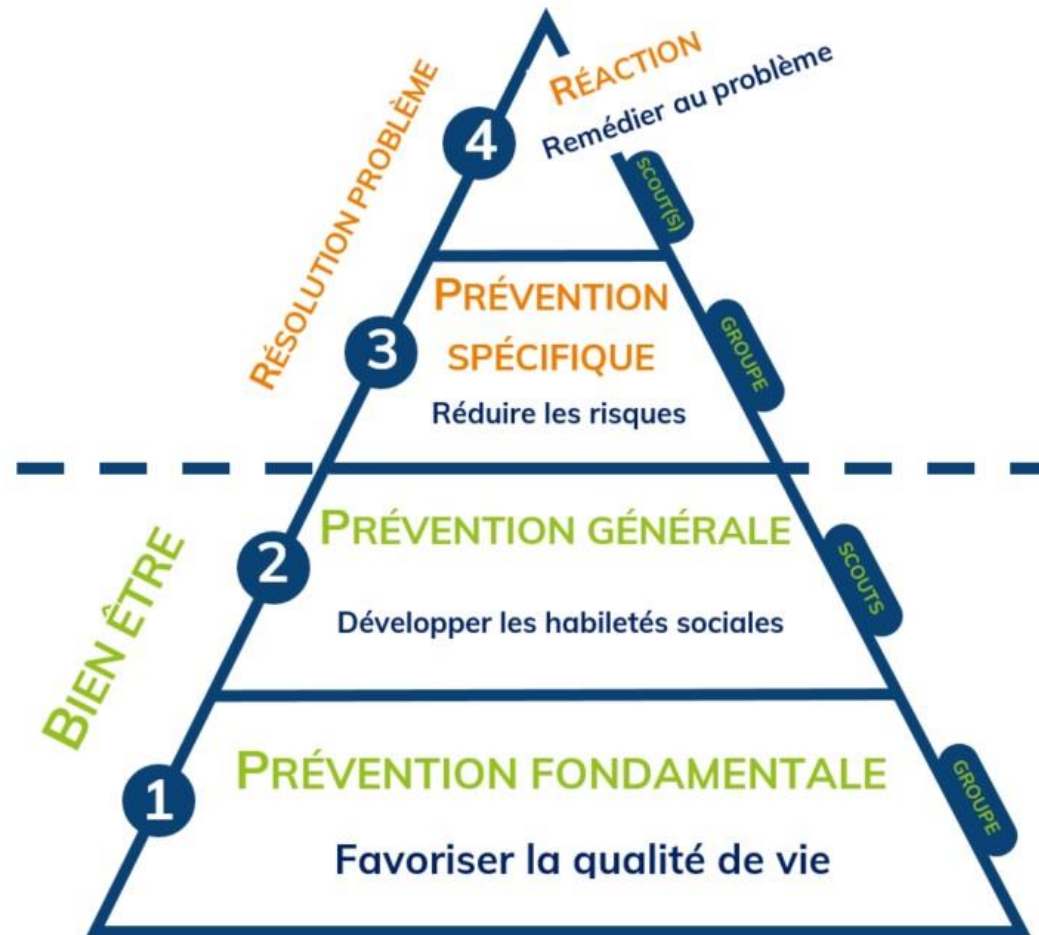 RÉACTION
Remédier au problème
4
SCOUT(S)
RÉSOLUTION PROBLÈME
PRÉVENTION
SPÉCIFIQUE
3
GROUPE
Réduire les risques
PRÉVENTION GÉNÉRALE
2
SCOUTS
Développer les habiletés sociales
BIEN ÊTRE
PRÉVENTION FONDAMENTALE
1
GROUPE
Favoriser la qualité de vie